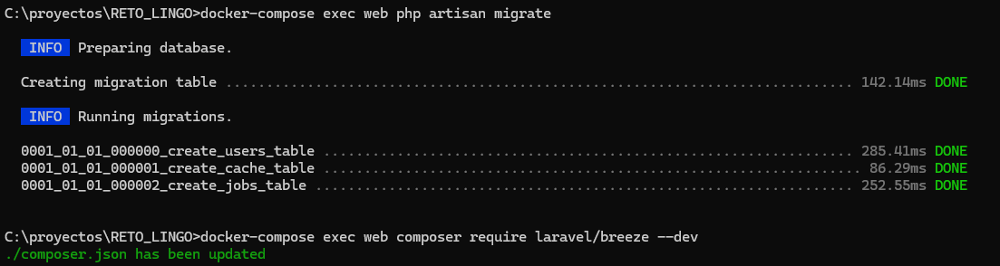 C:\proyectos\RETO_LINGO>docker-compose exec web php artisan migrate
INFO Preparing database.
Creating migration table ............................................................................. 142.14ms DONE
INFO Running migrations.
0001_01_01_000000_create_users_table ................................................................. 285.41ms DONE
0001_01_01_000001_create_cache_table .................................................................. 86.29ms DONE
0001_01_01_000002_create_jobs_table .................................................................. 252.55ms DONE
C:\proyectos\RETO_LINGO>docker-compose exec web composer require laravel/breeze --dev
./composer.json has been updated